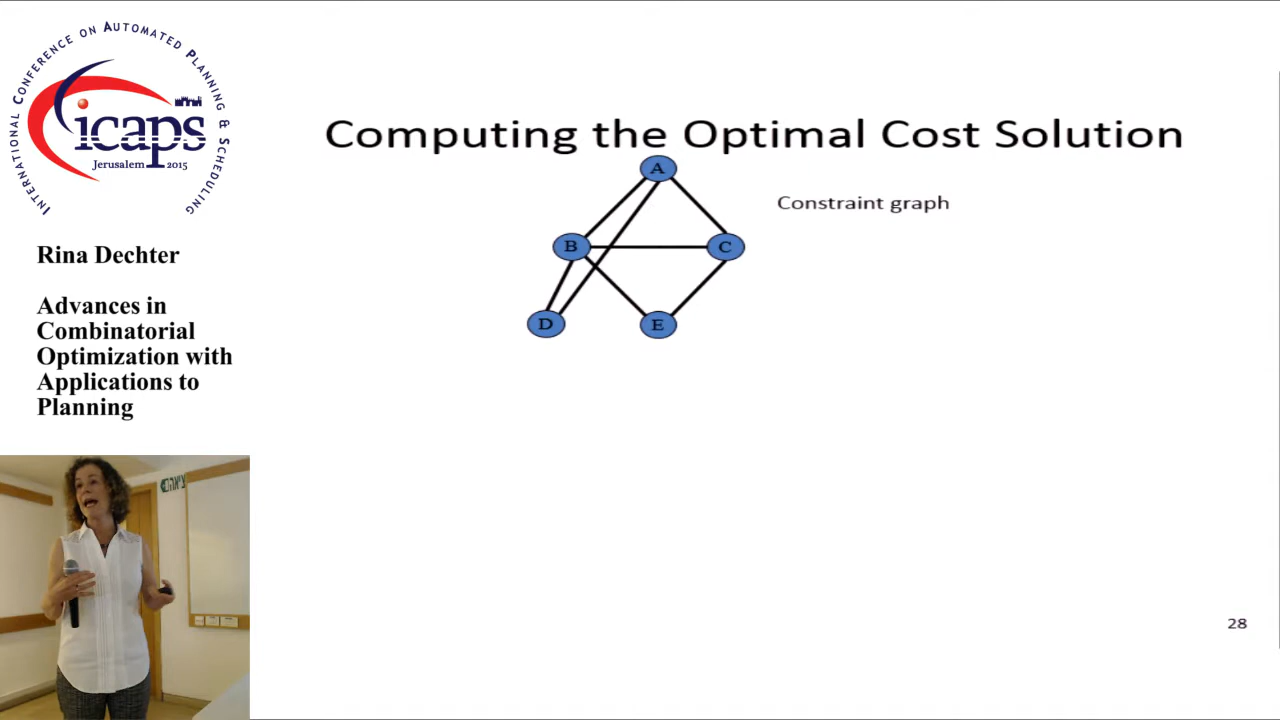 INTERNATIONAL CONFERENCE ON AUTOMATED PLANNING & SCHEDULING
icaps
Jerusalem 2015
Rina Dechter
Advances in
Combinatorial
Optimization with
Applications to
Planning
Computing the Optimal Cost Solution
A
Constraint graph
B
C
D
E
28